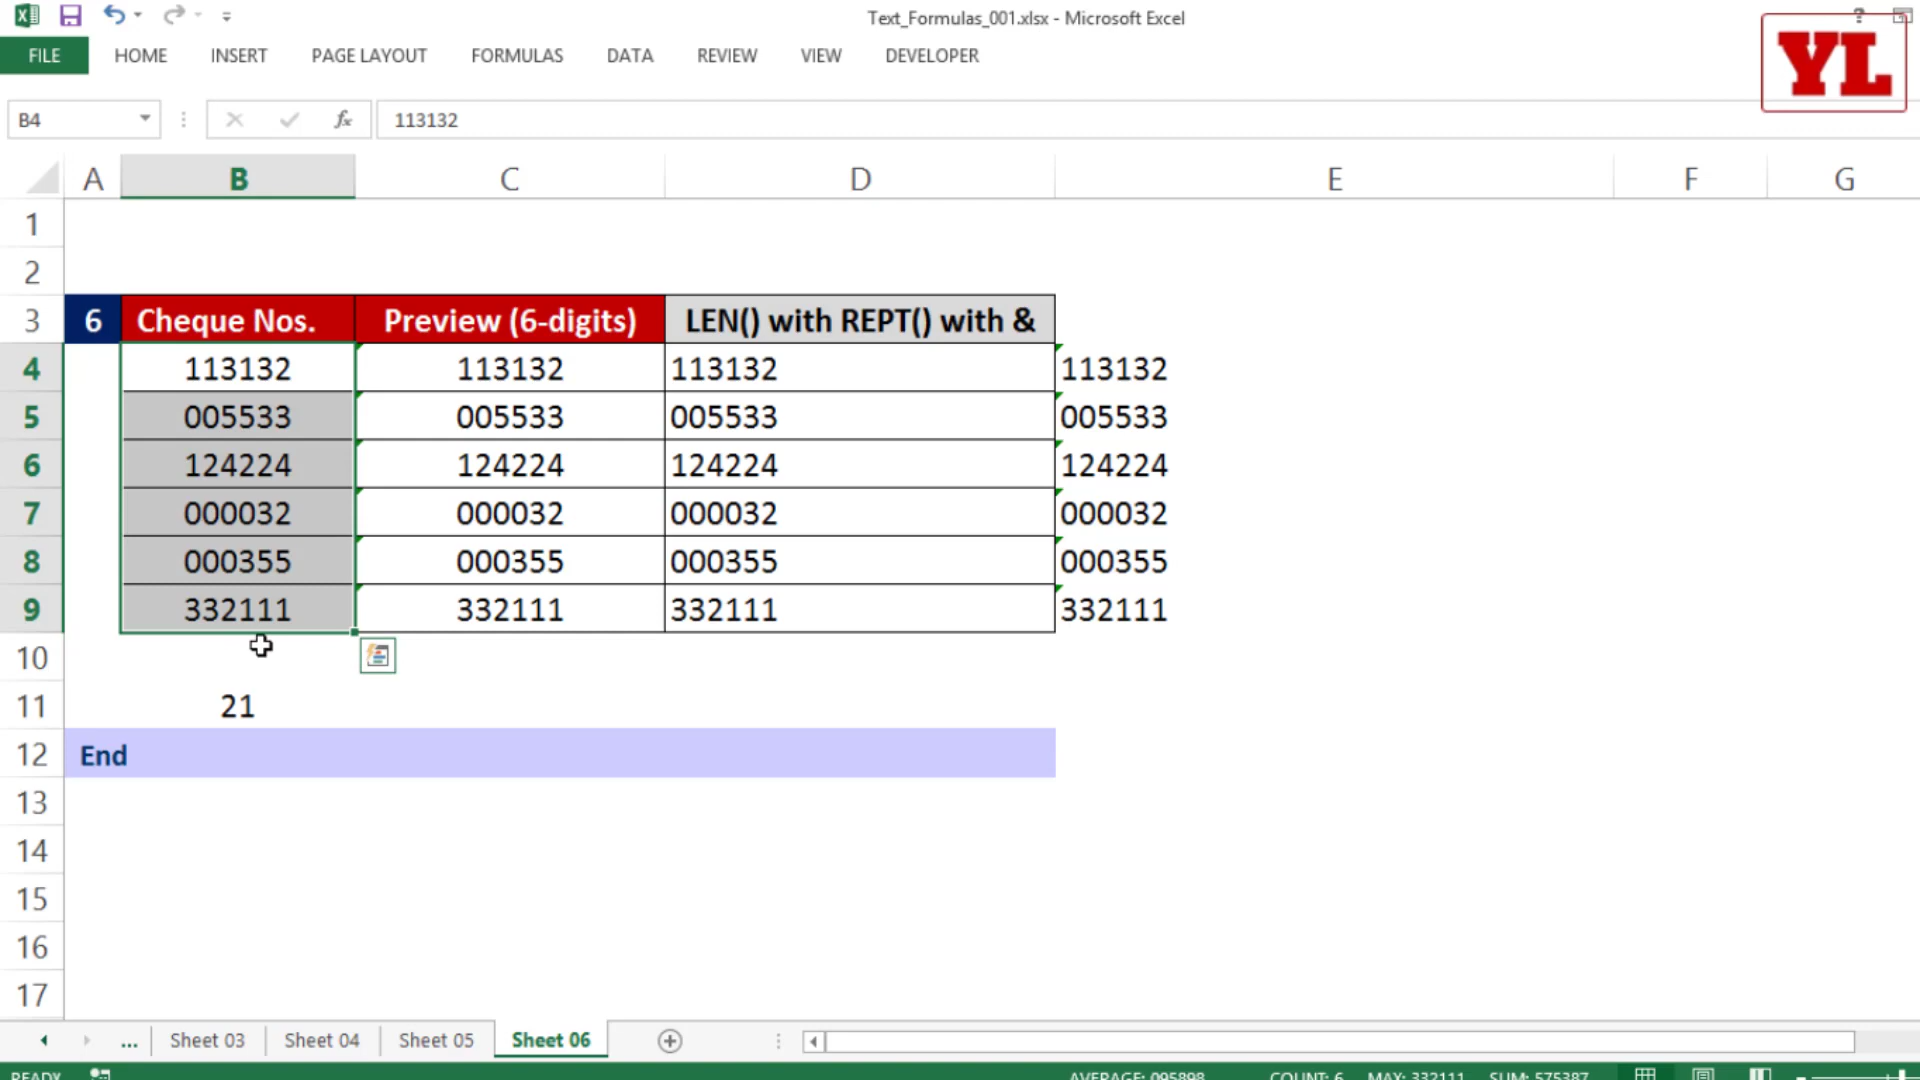 Text_Formulas_001.xlsx - Microsoft Excel
?
YL
FILE HOME INSERT PAGE LAYOUT FORMULAS DATA REVIEW VIEW DEVELOPER
B4 fx 113132
A B C D E F G
1
2
3 6 Cheque Nos. Preview (6-digits) LEN() with REPT() with &
4 113132 113132 113132 113132
5 005533 005533 005533 005533
6 124224 124224 124224 124224
7 000032 000032 000032 000032
8 000355 000355 000355 000355
9 332111 332111 332111 332111
10
11 21
12 End
13
14
15
16
17
... Sheet 03 Sheet 04 Sheet 05 Sheet 06
READY AVERAGE: 095898 COUNT: 6 MAX: 332111 SUM: 575387